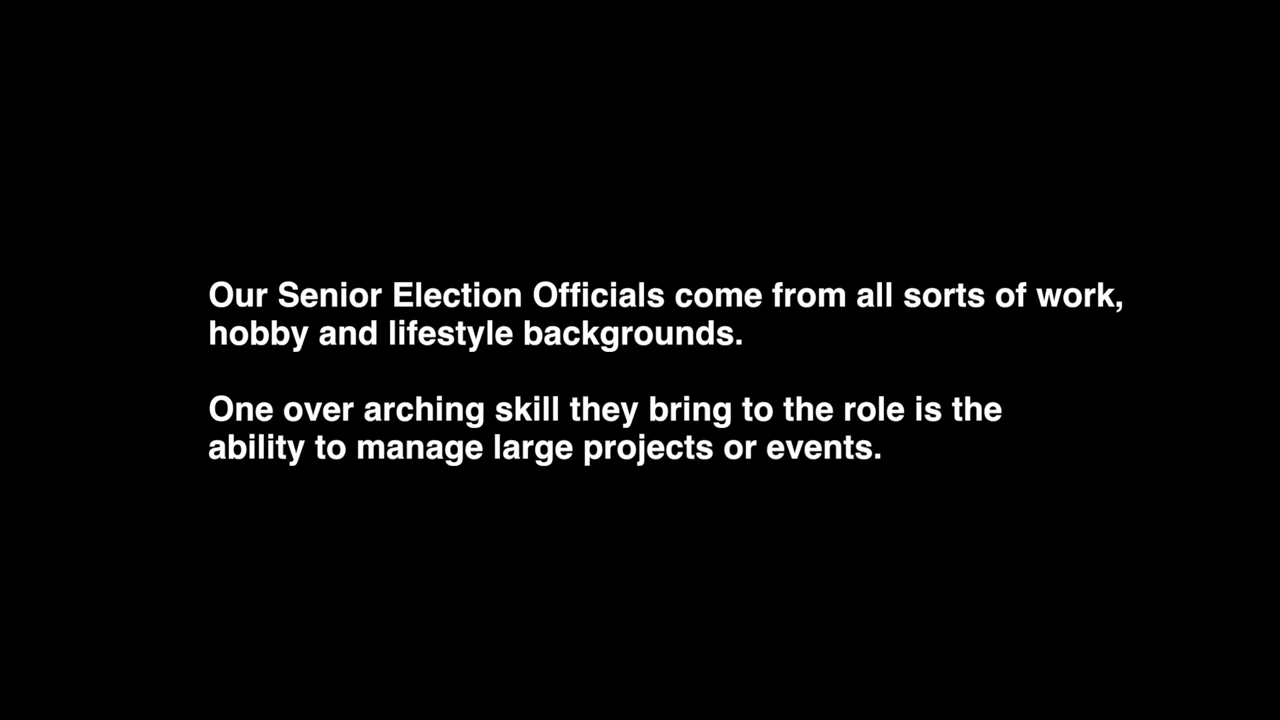 Our Senior Election Officials come from all sorts of work,
hobby and lifestyle backgrounds.
One over arching skill they bring to the role is the
ability to manage large projects or events.